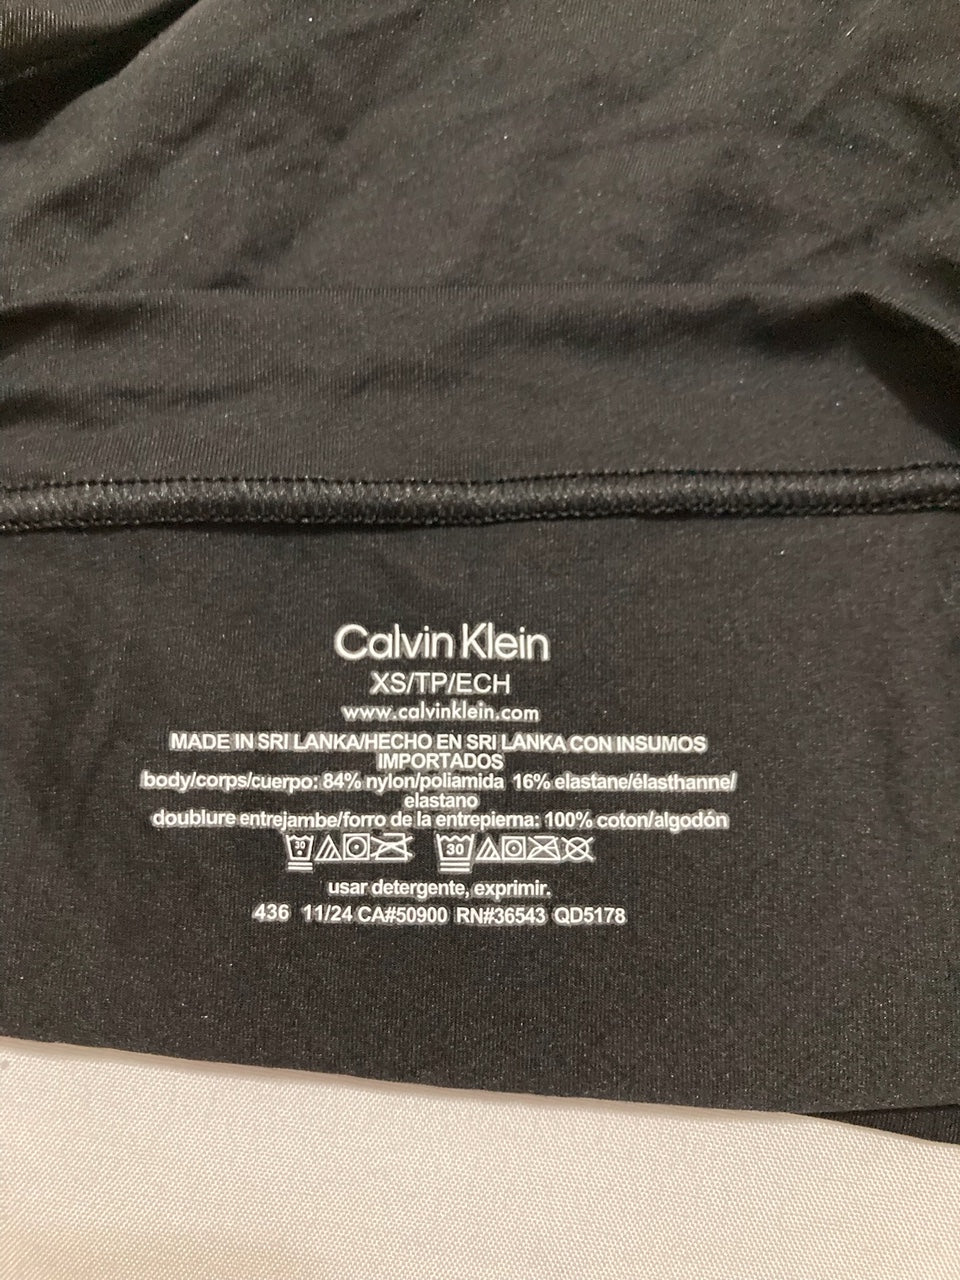 Calvin Klein
XS/TP/ECH
www.calvinklein.com
MADE IN SRI LANKA/HECHO EN SRI LANKA CON INSUMOS
IMPORTADOS
body/corps/cuerpo: 84% nylon/poliamida 16% elastane/élasthanne/
elastano
doublure entrejambe/forro de la entrepierna: 100% coton/algodón
30 30
usar detergente, exprimir.
436 11/24 CA#50900 RN#36543 QD5178